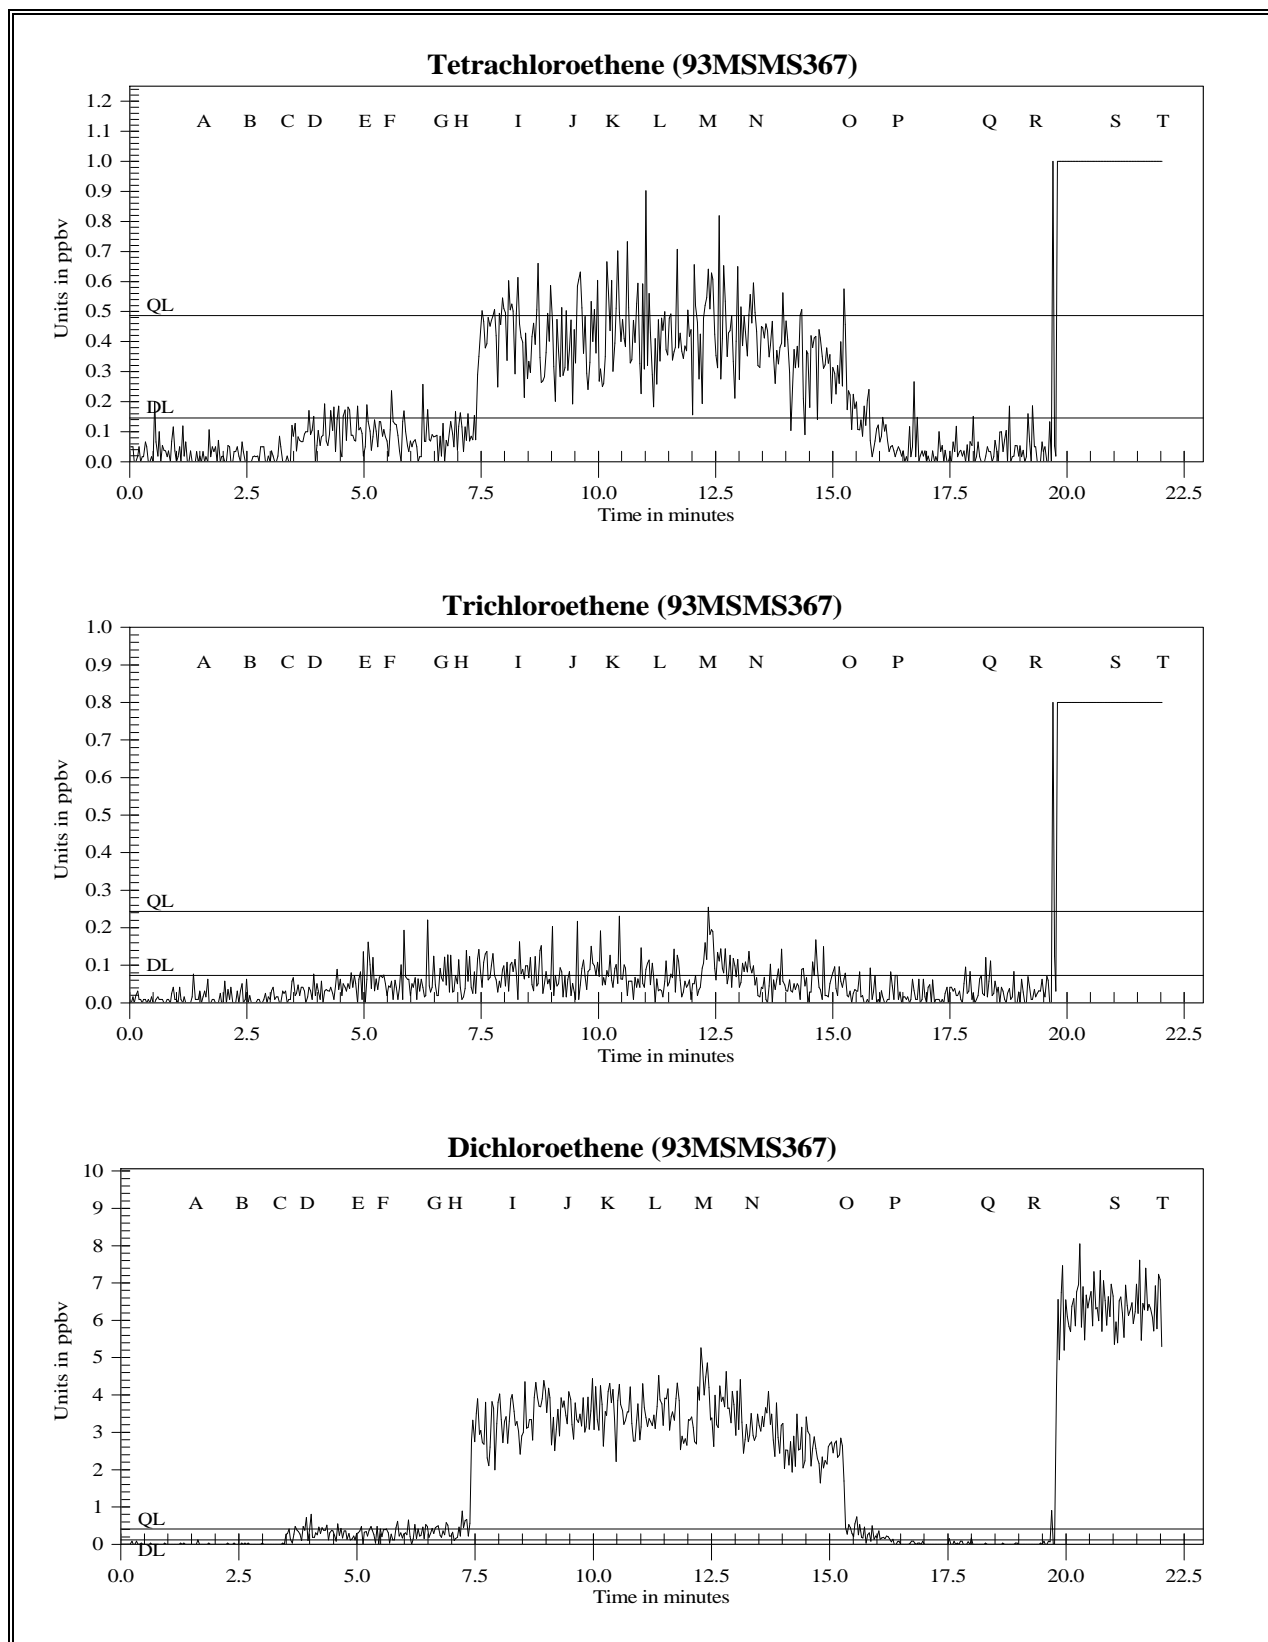 Tetrachloroethene (93MSMS367)
1.2
A B C D E F G H I J K L M N O P Q R S T
1.1
1.0
0.9
0.8
0.7
0.6
QL
0.5
0.4
0.3
0.2
DL
0.1
0.0
Units in ppbv
0.0 2.5 5.0 7.5 10.0 12.5 15.0 17.5 20.0 22.5
Time in minutes
Trichloroethene (93MSMS367)
1.0
0.9
A B C D E F G H I J K L M N O P Q R S T
0.8
0.7
0.6
0.5
0.4
0.3
QL
0.2
0.1
DL
0.0
Units in ppbv
0.0 2.5 5.0 7.5 10.0 12.5 15.0 17.5 20.0 22.5
Time in minutes
Dichloroethene (93MSMS367)
10
9
A B C D E F G H I J K L M N O P Q R S T
8
7
6
5
4
3
2
1
QL
0
DL
Units in ppbv
0.0 2.5 5.0 7.5 10.0 12.5 15.0 17.5 20.0 22.5
Time in minutes